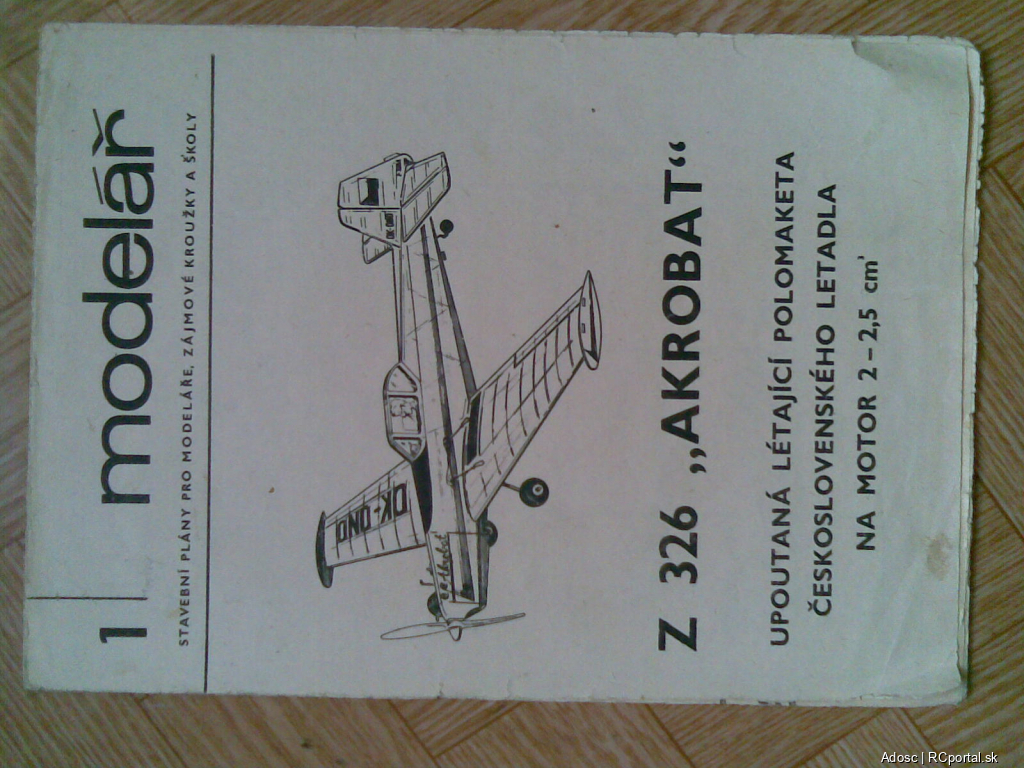 1 modelář
STAVEBNÍ PLÁNY PRO MODELÁŘE, ZÁJMOVÉ KROUŽKY A ŠKOLY
OK-
Z 326 „AKROBAT“
UPOUTANÁ LÉTAJÍCÍ POLOMAKETA
ČESKOSLOVENSKÉHO LETADLA
NA MOTOR 2 – 2,5 cm³
Adosc | RCportal.sk